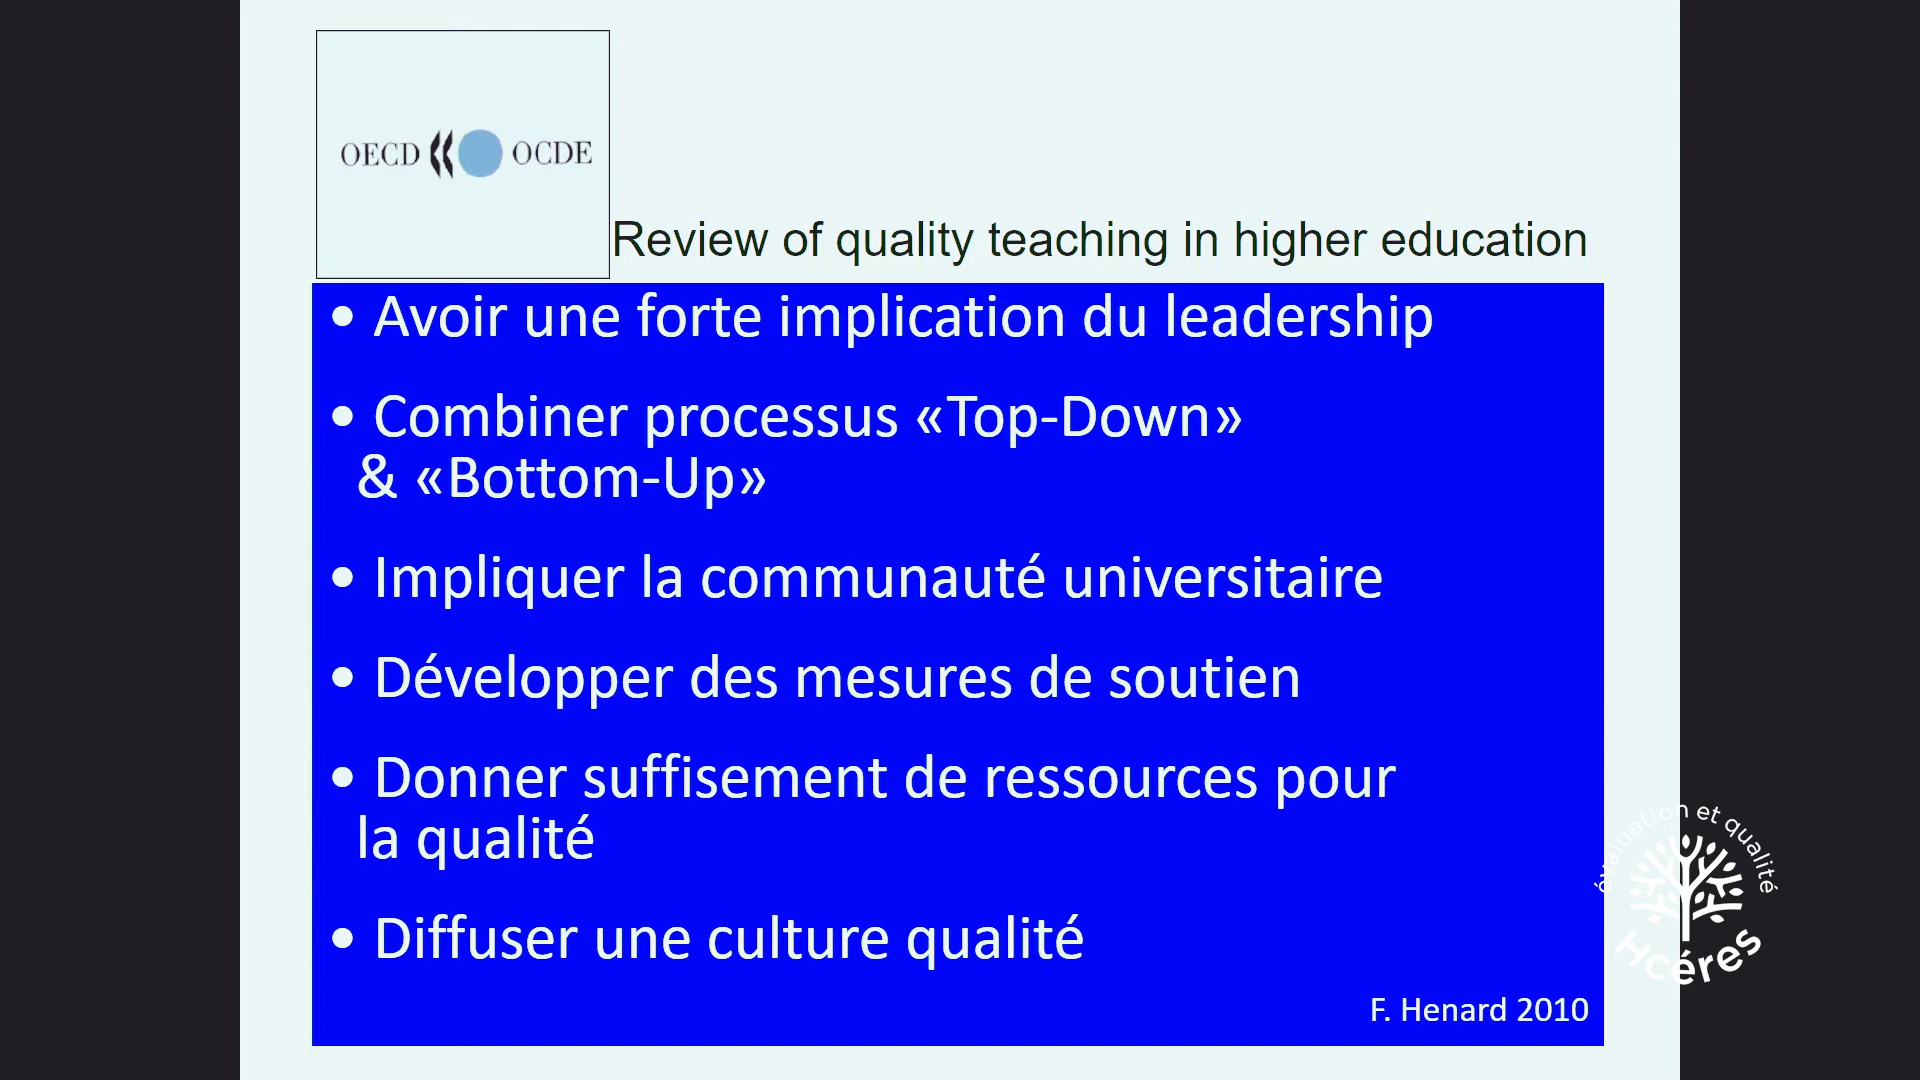 OECD OCDE
Review of quality teaching in higher education
• Avoir une forte implication du leadership
• Combiner processus «Top-Down»
& «Bottom-Up»
• Impliquer la communauté universitaire
• Développer des mesures de soutien
• Donner suffisement de ressources pour
la qualité
• Diffuser une culture qualité
F. Henard 2010
évaluation et qualité
Hcéres